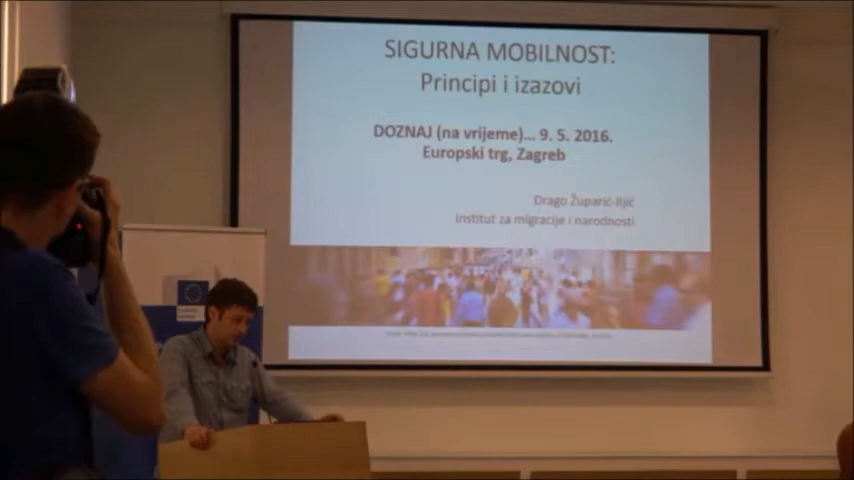 SIGURNA MOBILNOST:
Principi i izazovi
DOZNAJ (na vrijeme)... 9. 5. 2016.
Europski trg, Zagreb
Drago Župarić-Iljić
Institut za migracije i narodnosti